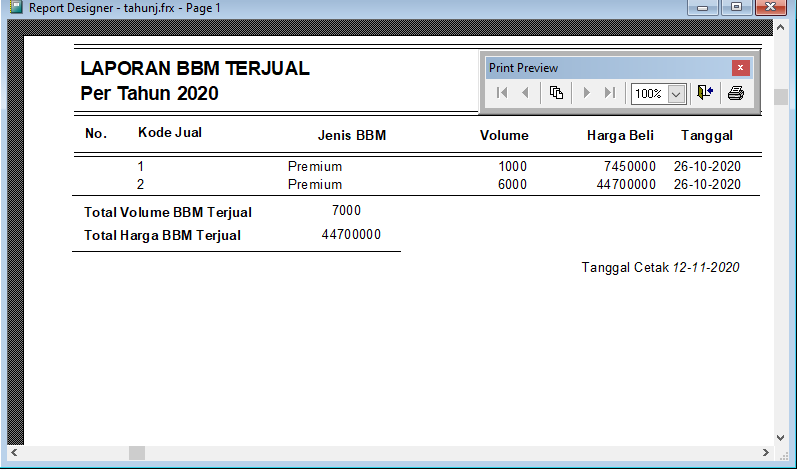 Report Designer - tahunj.frx - Page 1
LAPORAN BBM TERJUAL
Per Tahun 2020
Print Preview
100%
No. Kode Jual Jenis BBM Volume Harga Beli Tanggal
1 Premium 1000 7450000 26-10-2020
2 Premium 6000 44700000 26-10-2020
Total Volume BBM Terjual 7000
Total Harga BBM Terjual 44700000
Tanggal Cetak 12-11-2020